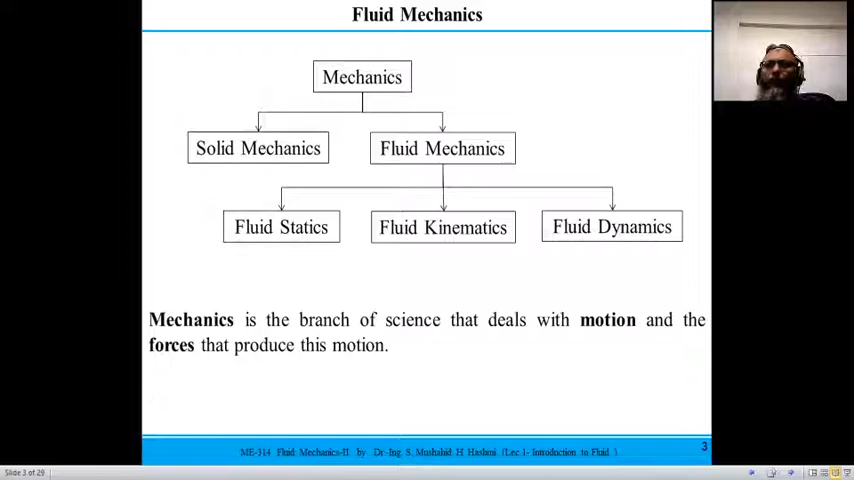 Fluid Mechanics
Mechanics
Solid Mechanics
Fluid Mechanics
Fluid Statics
Fluid Kinematics
Fluid Dynamics
Mechanics is the branch of science that deals with motion and the
forces that produce this motion.
ME-314 Fluid Mechanics-II by Dr-Ing. S. Mushahid H Hashmi (Lec 1- Introduction to Fluid )
3
Slide 3 of 29